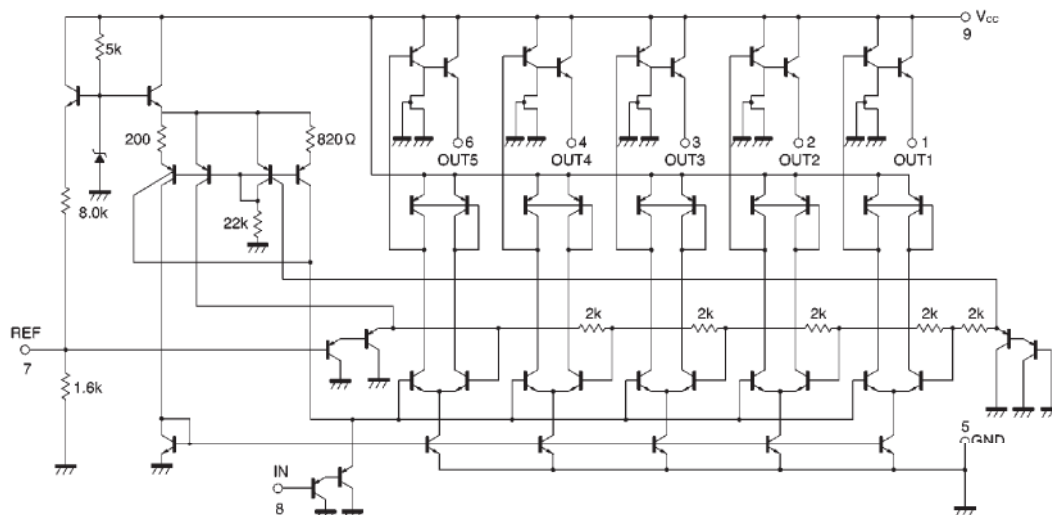 Vcc
9
5k
200
820Ω
6
OUT5
4
OUT4
3
OUT3
2
OUT2
1
OUT1
8.0k
22k
2k
2k
2k
2k
2k
REF
7
1.6k
5
GND
IN
8